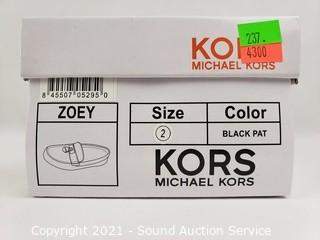 KORS
MICHAEL KORS
237.
4300
8 45507 05295 0
ZOEY
Size
Color
2
BLACK PAT
KORS
MICHAEL KORS
Copyright 2021 - Sound Auction Service